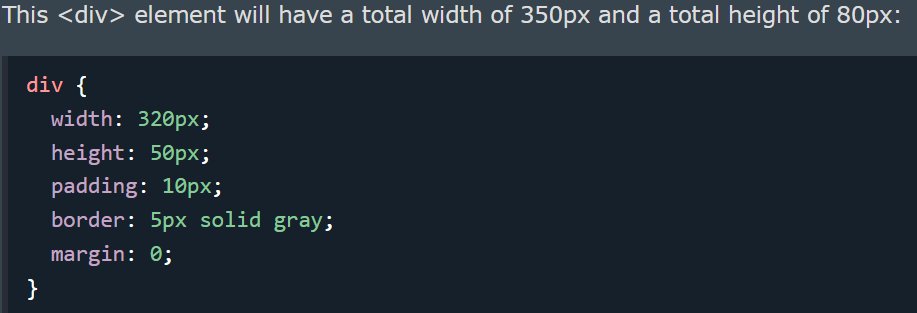 This <div> element will have a total width of 350px and a total height of 80px:
div {
  width: 320px;
  height: 50px;
  padding: 10px;
  border: 5px solid gray;
  margin: 0;
}